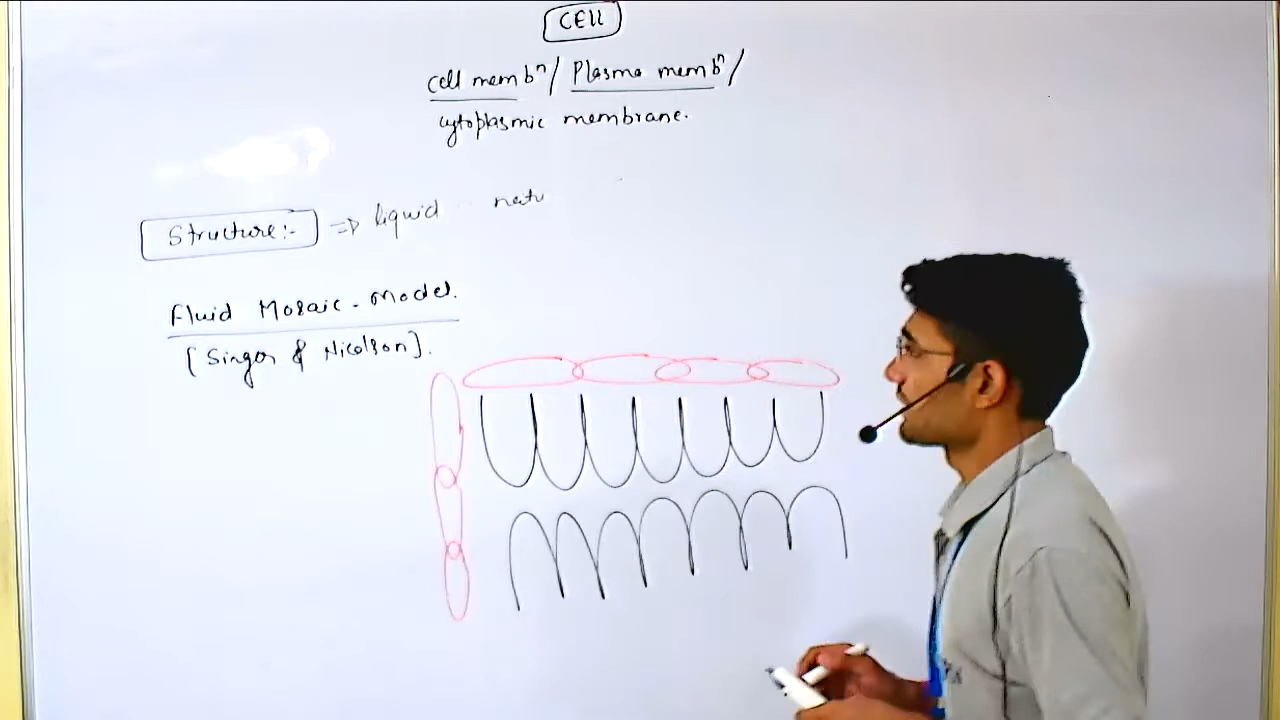 CELL
Cell membⁿ/ Plasma membⁿ/
cytoplasmic membrane.
Structure:- ⇒ liquid natu
Fluid Mosaic-Model.
[Singer & Nicolson].